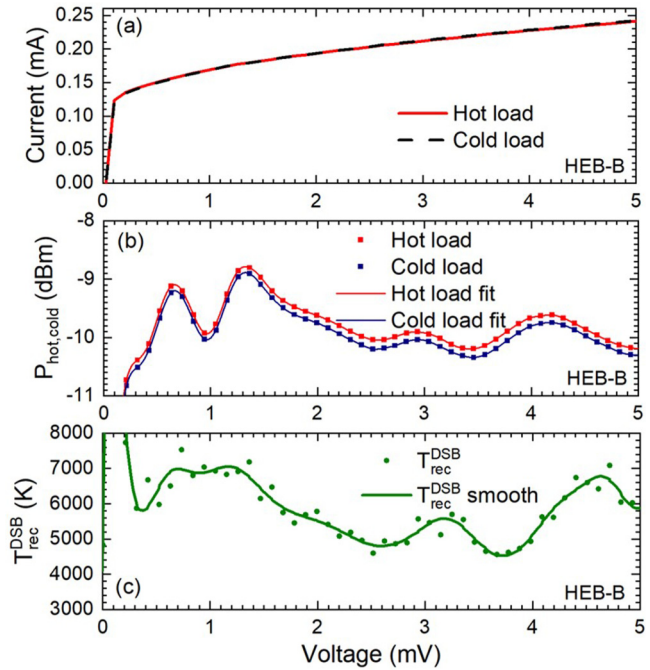 (a)
Current (mA)
0.25
0.20
0.15
0.10
0.05
0.00
Hot load
Cold load
HEB-B
0 1 2 3 4 5
(b)
P_hot,cold (dBm)
-8
-9
-10
-11
Hot load
Cold load
Hot load fit
Cold load fit
HEB-B
0 1 2 3 4 5
T_rec^DSB (K)
8000
7000
6000
5000
4000
3000
T_rec^DSB
T_rec^DSB smooth
(c)
HEB-B
0 1 2 3 4 5
Voltage (mV)